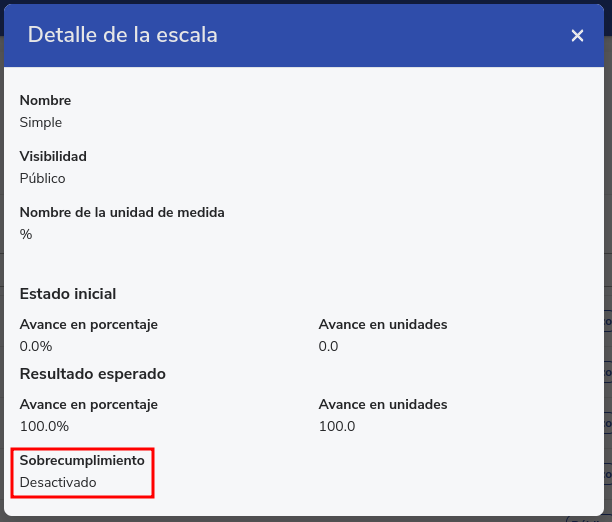 Detalle de la escala
×
Nombre
Simple
Visibilidad
Público
Nombre de la unidad de medida
%
Estado inicial
Avance en porcentaje Avance en unidades
0.0% 0.0
Resultado esperado
Avance en porcentaje Avance en unidades
100.0% 100.0
Sobrecumplimiento
Desactivado